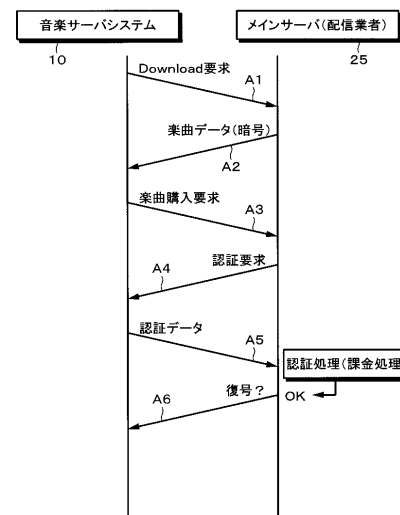 音楽サーバシステム
メインサーバ(配信業者)
10
25
Download要求
A1
楽曲データ(暗号)
A2
楽曲購入要求
A3
認証要求
A4
認証データ
A5
認証処理(課金処理
復号?
OK
A6